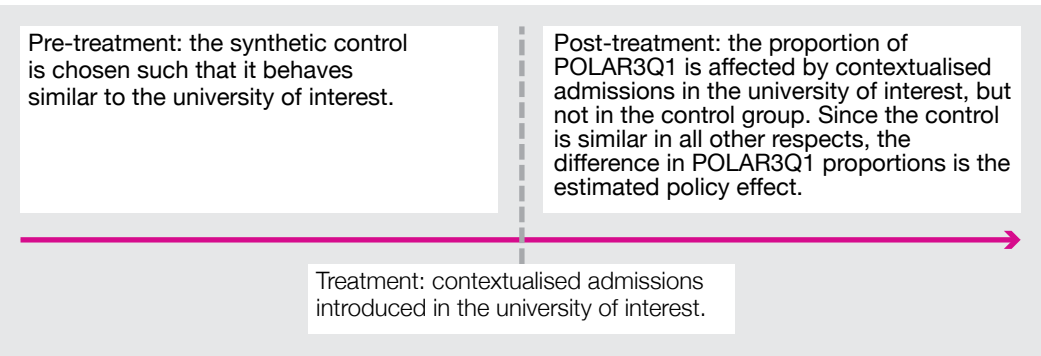 Pre-treatment: the synthetic control
is chosen such that it behaves
similar to the university of interest.
Post-treatment: the proportion of
POLAR3Q1 is affected by contextualised
admissions in the university of interest, but
not in the control group. Since the control
is similar in all other respects, the
difference in POLAR3Q1 proportions is the
estimated policy effect.
Treatment: contextualised admissions
introduced in the university of interest.